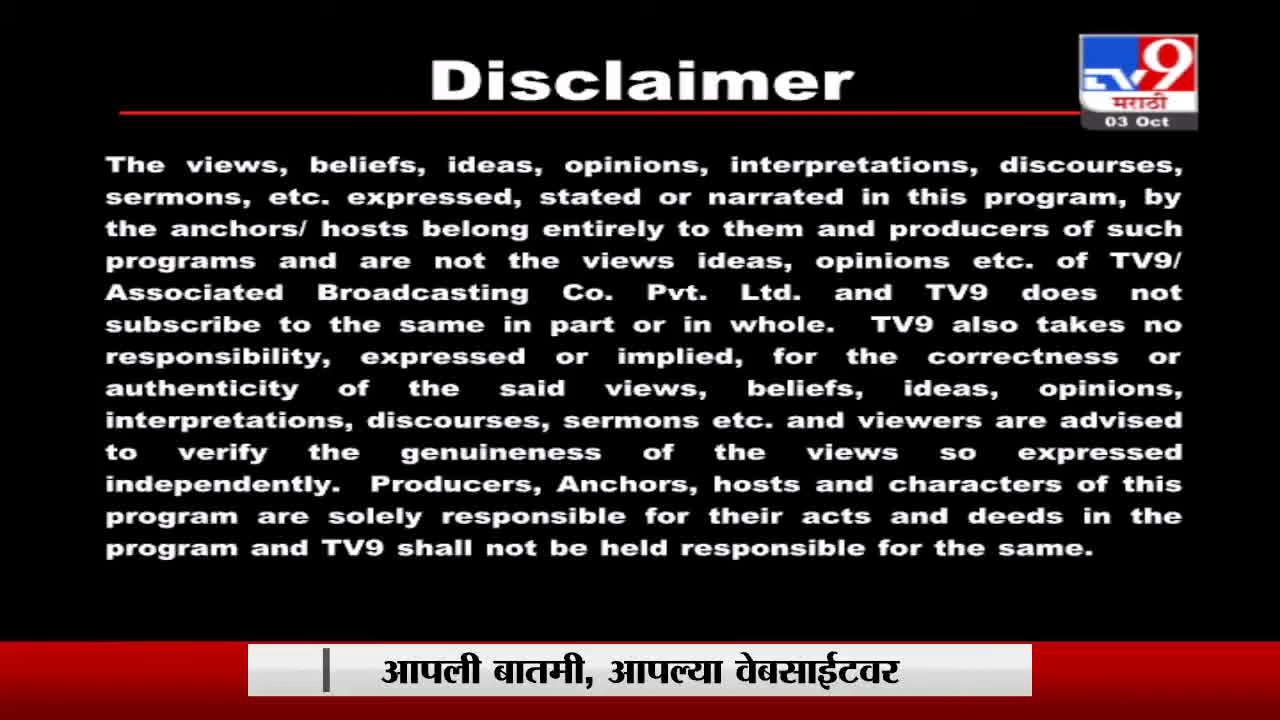 Disclaimer
TV9
मराठी
03 Oct
The views, beliefs, ideas, opinions, interpretations, discourses,
sermons, etc. expressed, stated or narrated in this program, by
the anchors/ hosts belong entirely to them and producers of such
programs and are not the views ideas, opinions etc. of TV9/
Associated Broadcasting Co. Pvt. Ltd. and TV9 does not
subscribe to the same in part or in whole. TV9 also takes no
responsibility, expressed or implied, for the correctness or
authenticity of the said views, beliefs, ideas, opinions,
interpretations, discourses, sermons etc. and viewers are advised
to verify the genuineness of the views so expressed
independently. Producers, Anchors, hosts and characters of this
program are solely responsible for their acts and deeds in the
program and TV9 shall not be held responsible for the same.
आपली बातमी, आपल्या वेबसाईटवर